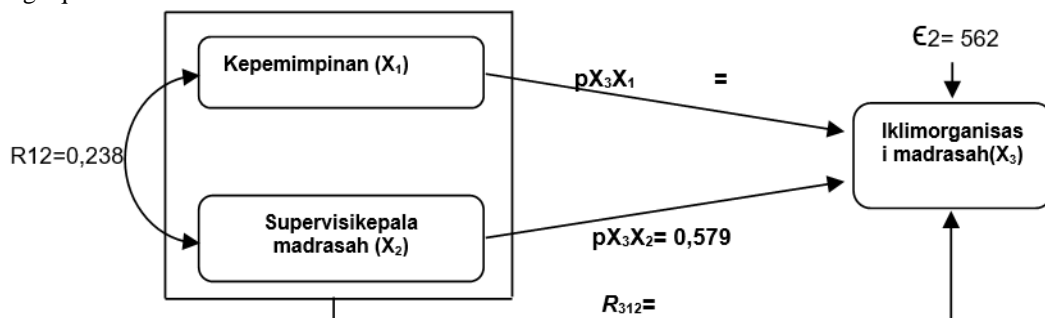 Є2= 562
Kepemimpinan (X₁)
pX₃X₁ =
Iklimorganisas
i madrasah(X₃)
R12=0,238
Supervisikepala
madrasah (X₂)
pX₃X₂= 0,579
R₃₁₂=